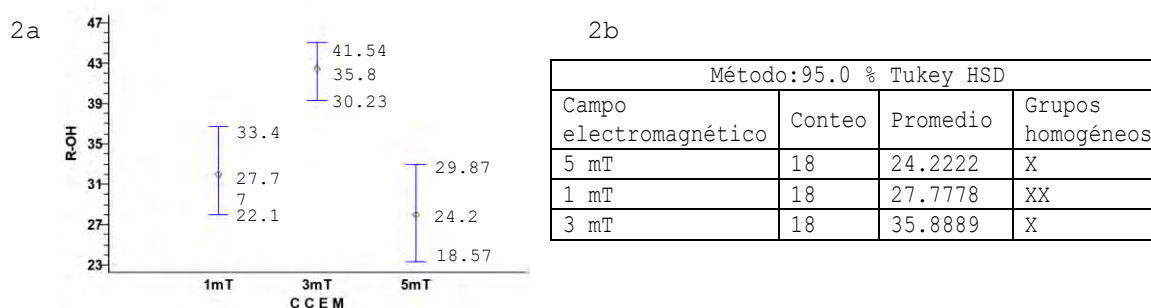 2a
47
43
39
35
31
27
23
R-OH
33.4
27.7
7
22.1
41.54
35.8
30.23
29.87
24.2
18.57
1mT 3mT 5mT
C C E M
2b
Método:95.0 % Tukey HSD
Campo electromagnético Conteo Promedio Grupos homogéneos
5 mT 18 24.2222 X
1 mT 18 27.7778 XX
3 mT 18 35.8889 X